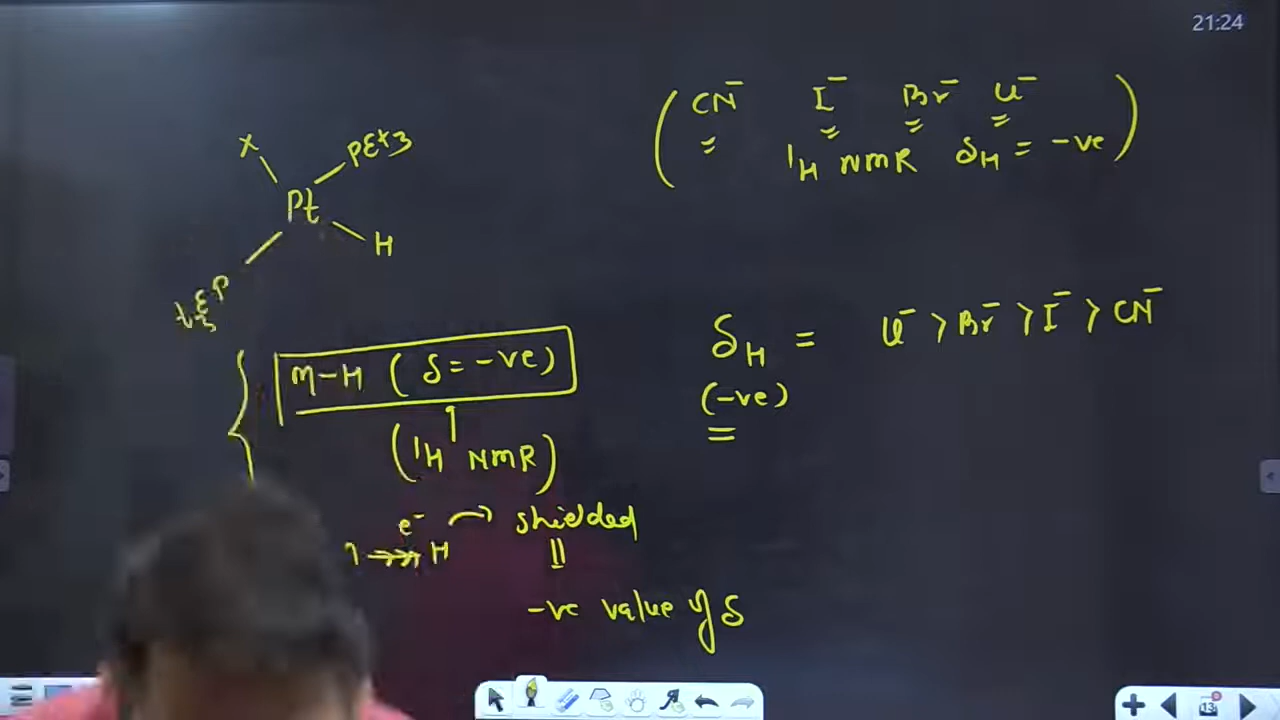 21:24
( CN⁻ I⁻ Br⁻ Cl⁻
¹H NMR δH = -ve )
X
PEt3
Pt
H
Et3P
δH = Cl⁻ > Br⁻ > I⁻ > CN⁻
(-ve)
M-H ( δ = -ve )
(¹H NMR)
e⁻ → shielded
H
-ve value of δ
13